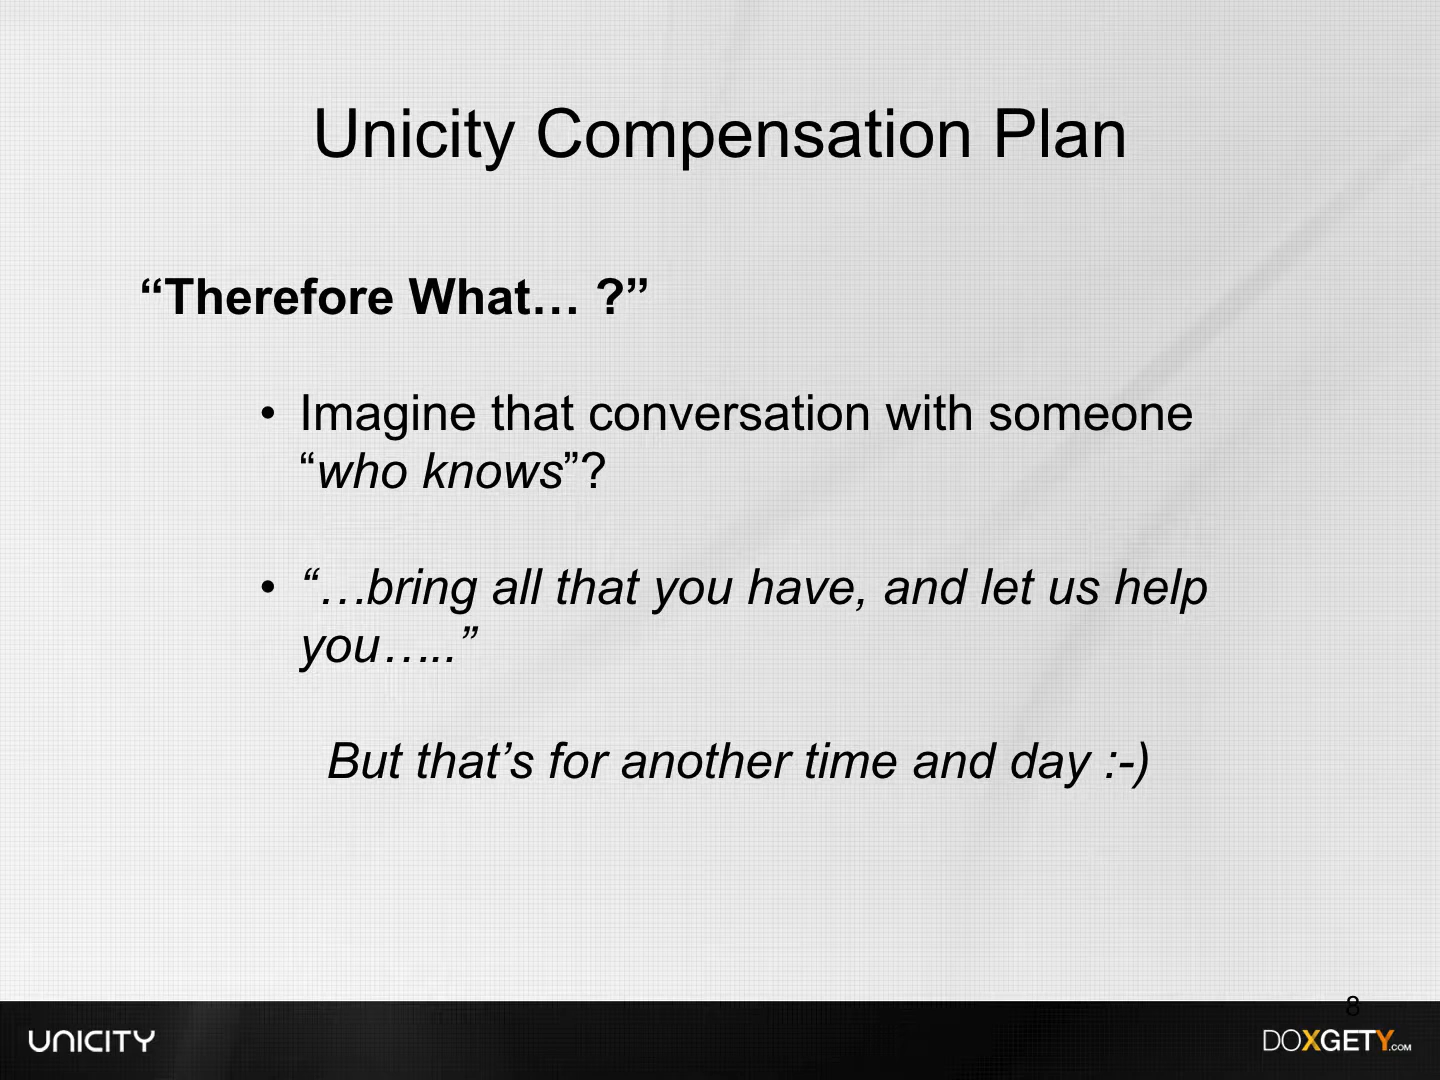 Unicity Compensation Plan
“Therefore What… ?”
• Imagine that conversation with someone
“who knows”?
• “…bring all that you have, and let us help
you…..”
But that’s for another time and day :-)
8
UNICITY
DOXGETY.COM